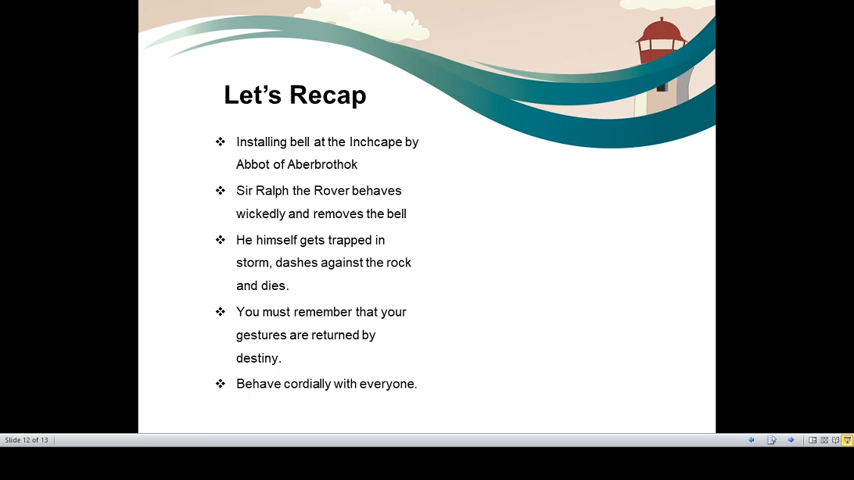 Let's Recap
❖ Installing bell at the Inchcape by
Abbot of Aberbrothok
❖ Sir Ralph the Rover behaves
wickedly and removes the bell
❖ He himself gets trapped in
storm, dashes against the rock
and dies.
❖ You must remember that your
gestures are returned by
destiny.
❖ Behave cordially with everyone.
Slide 12 of 13